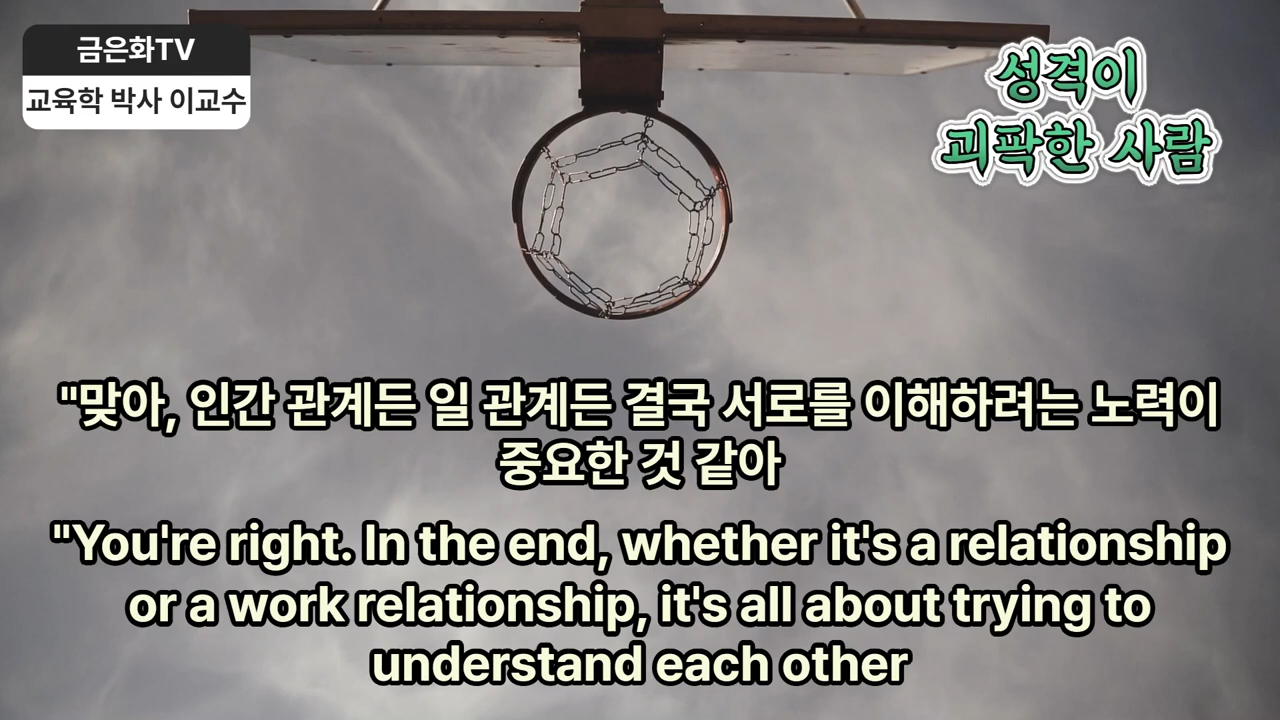 금은화TV
교육학 박사 이교수
성격이
괴팍한 사람
"맞아, 인간 관계든 일 관계든 결국 서로를 이해하려는 노력이
중요한 것 같아
"You're right. In the end, whether it's a relationship
or a work relationship, it's all about trying to
understand each other